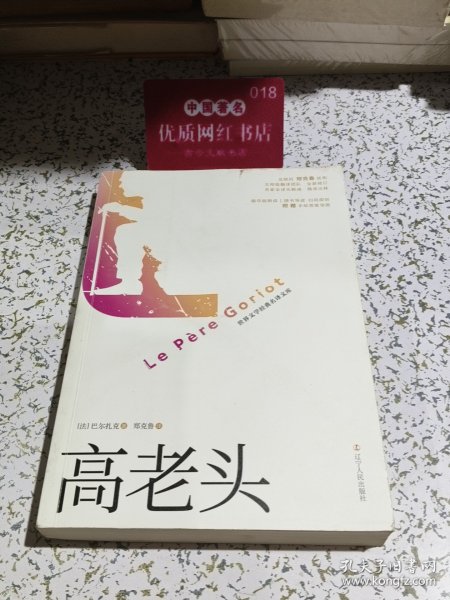 018
中国著名
优质网红书店
Le Père Goriot
世界文学经典名译文库
[法]巴尔扎克 著 郑克鲁 译
高老头
辽宁人民出版社
孔夫子旧书网
www.kongfz.com